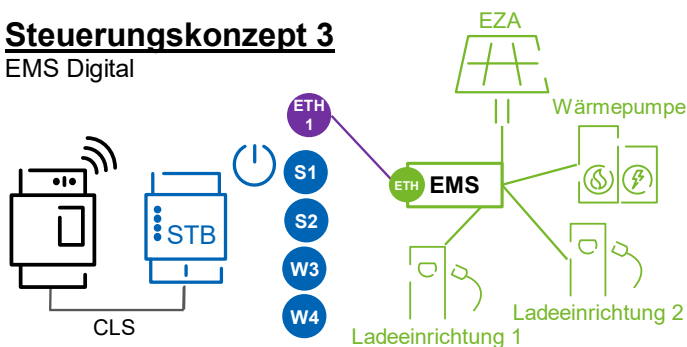 Steuerungskonzept 3
EMS Digital
EZA
ETH
1
Wärmepumpe
S1
ETH
EMS
S2
STB
W3
W4
CLS
Ladeeinrichtung 2
Ladeeinrichtung 1